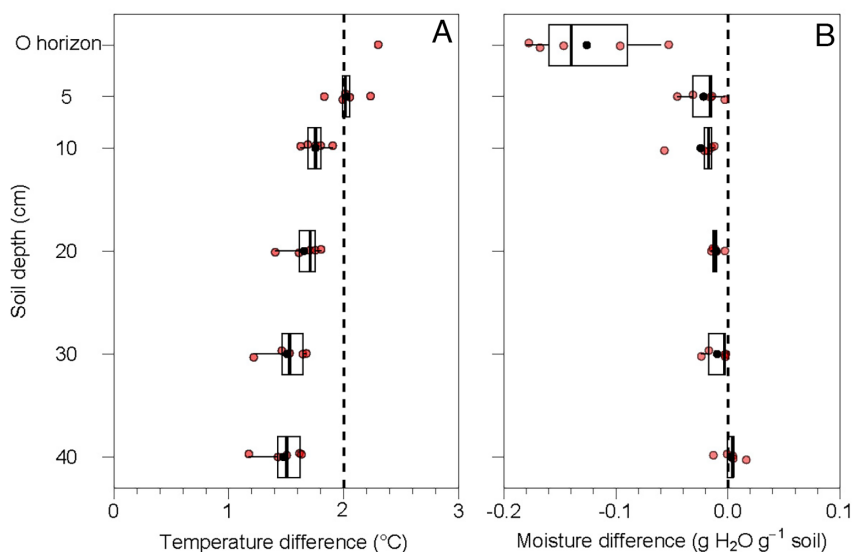 A
B
Soil depth (cm)
O horizon
5
10
20
30
40
0 1 2 3
-0.2 -0.1 0.0 0.1
Temperature difference (°C)
Moisture difference (g H₂O g⁻¹ soil)